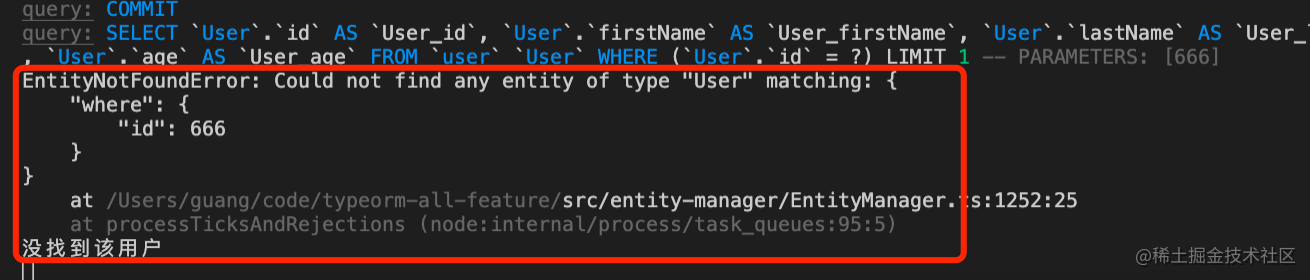 query: COMMIT
query: SELECT `User`.`id` AS `User_id`, `User`.`firstName` AS `User_firstName`, `User`.`lastName` AS `User_
, `User`.`age` AS `User_age` FROM `user` `User` WHERE (`User`.`id` = ?) LIMIT 1 -- PARAMETERS: [666]
EntityNotFoundError: Could not find any entity of type "User" matching: {
    "where": {
        "id": 666
    }
}
    at /Users/guang/code/typeorm-all-feature/src/entity-manager/EntityManager.ts:1252:25
    at processTicksAndRejections (node:internal/process/task_queues:95:5)
没找到该用户
@稀土掘金技术社区